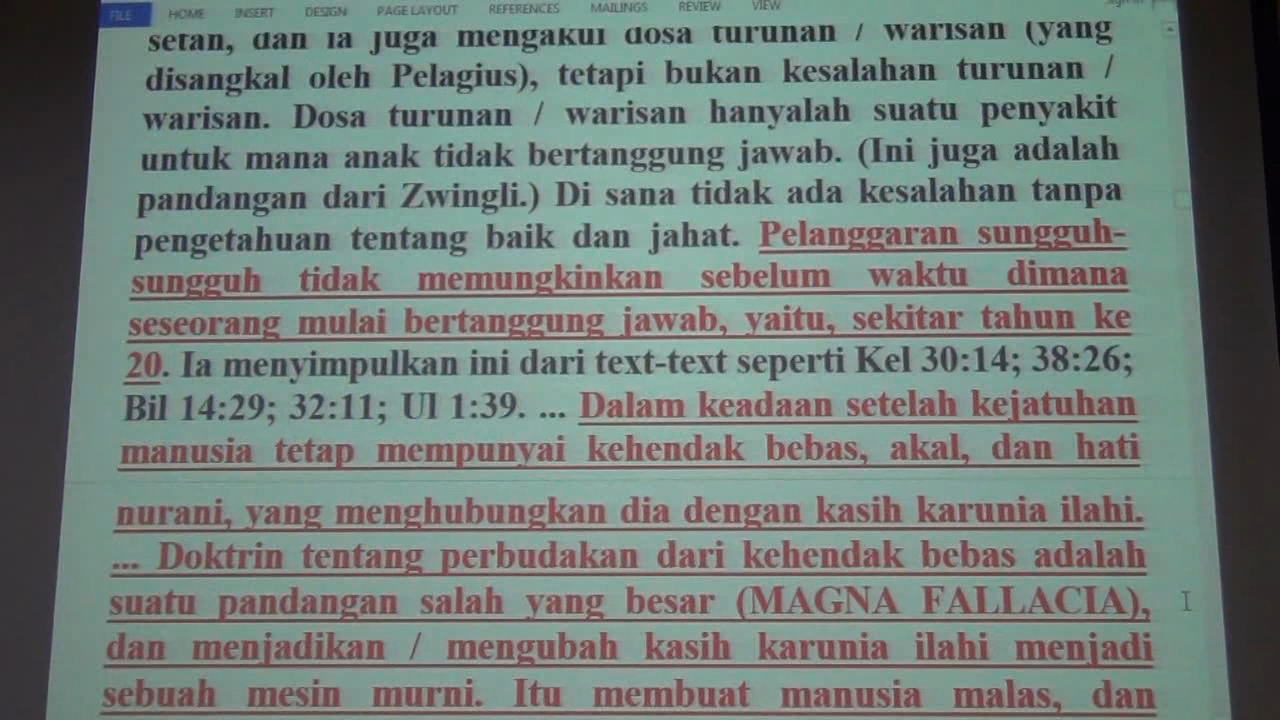 FILE HOME INSERT DESIGN PAGE LAYOUT REFERENCES MAILINGS REVIEW VIEW
setan, dan ia juga mengakui dosa turunan / warisan (yang
disangkal oleh Pelagius), tetapi bukan kesalahan turunan /
warisan. Dosa turunan / warisan hanyalah suatu penyakit
untuk mana anak tidak bertanggung jawab. (Ini juga adalah
pandangan dari Zwingli.) Di sana tidak ada kesalahan tanpa
pengetahuan tentang baik dan jahat. Pelanggaran sungguh-
sungguh tidak memungkinkan sebelum waktu dimana
seseorang mulai bertanggung jawab, yaitu, sekitar tahun ke
20. Ia menyimpulkan ini dari text-text seperti Kel 30:14; 38:26;
Bil 14:29; 32:11; Ul 1:39. ... Dalam keadaan setelah kejatuhan
manusia tetap mempunyai kehendak bebas, akal, dan hati
nurani, yang menghubungkan dia dengan kasih karunia ilahi.
... Doktrin tentang perbudakan dari kehendak bebas adalah
suatu pandangan salah yang besar (MAGNA FALLACIA),
dan menjadikan / mengubah kasih karunia ilahi menjadi
sebuah mesin murni. Itu membuat manusia malas, dan